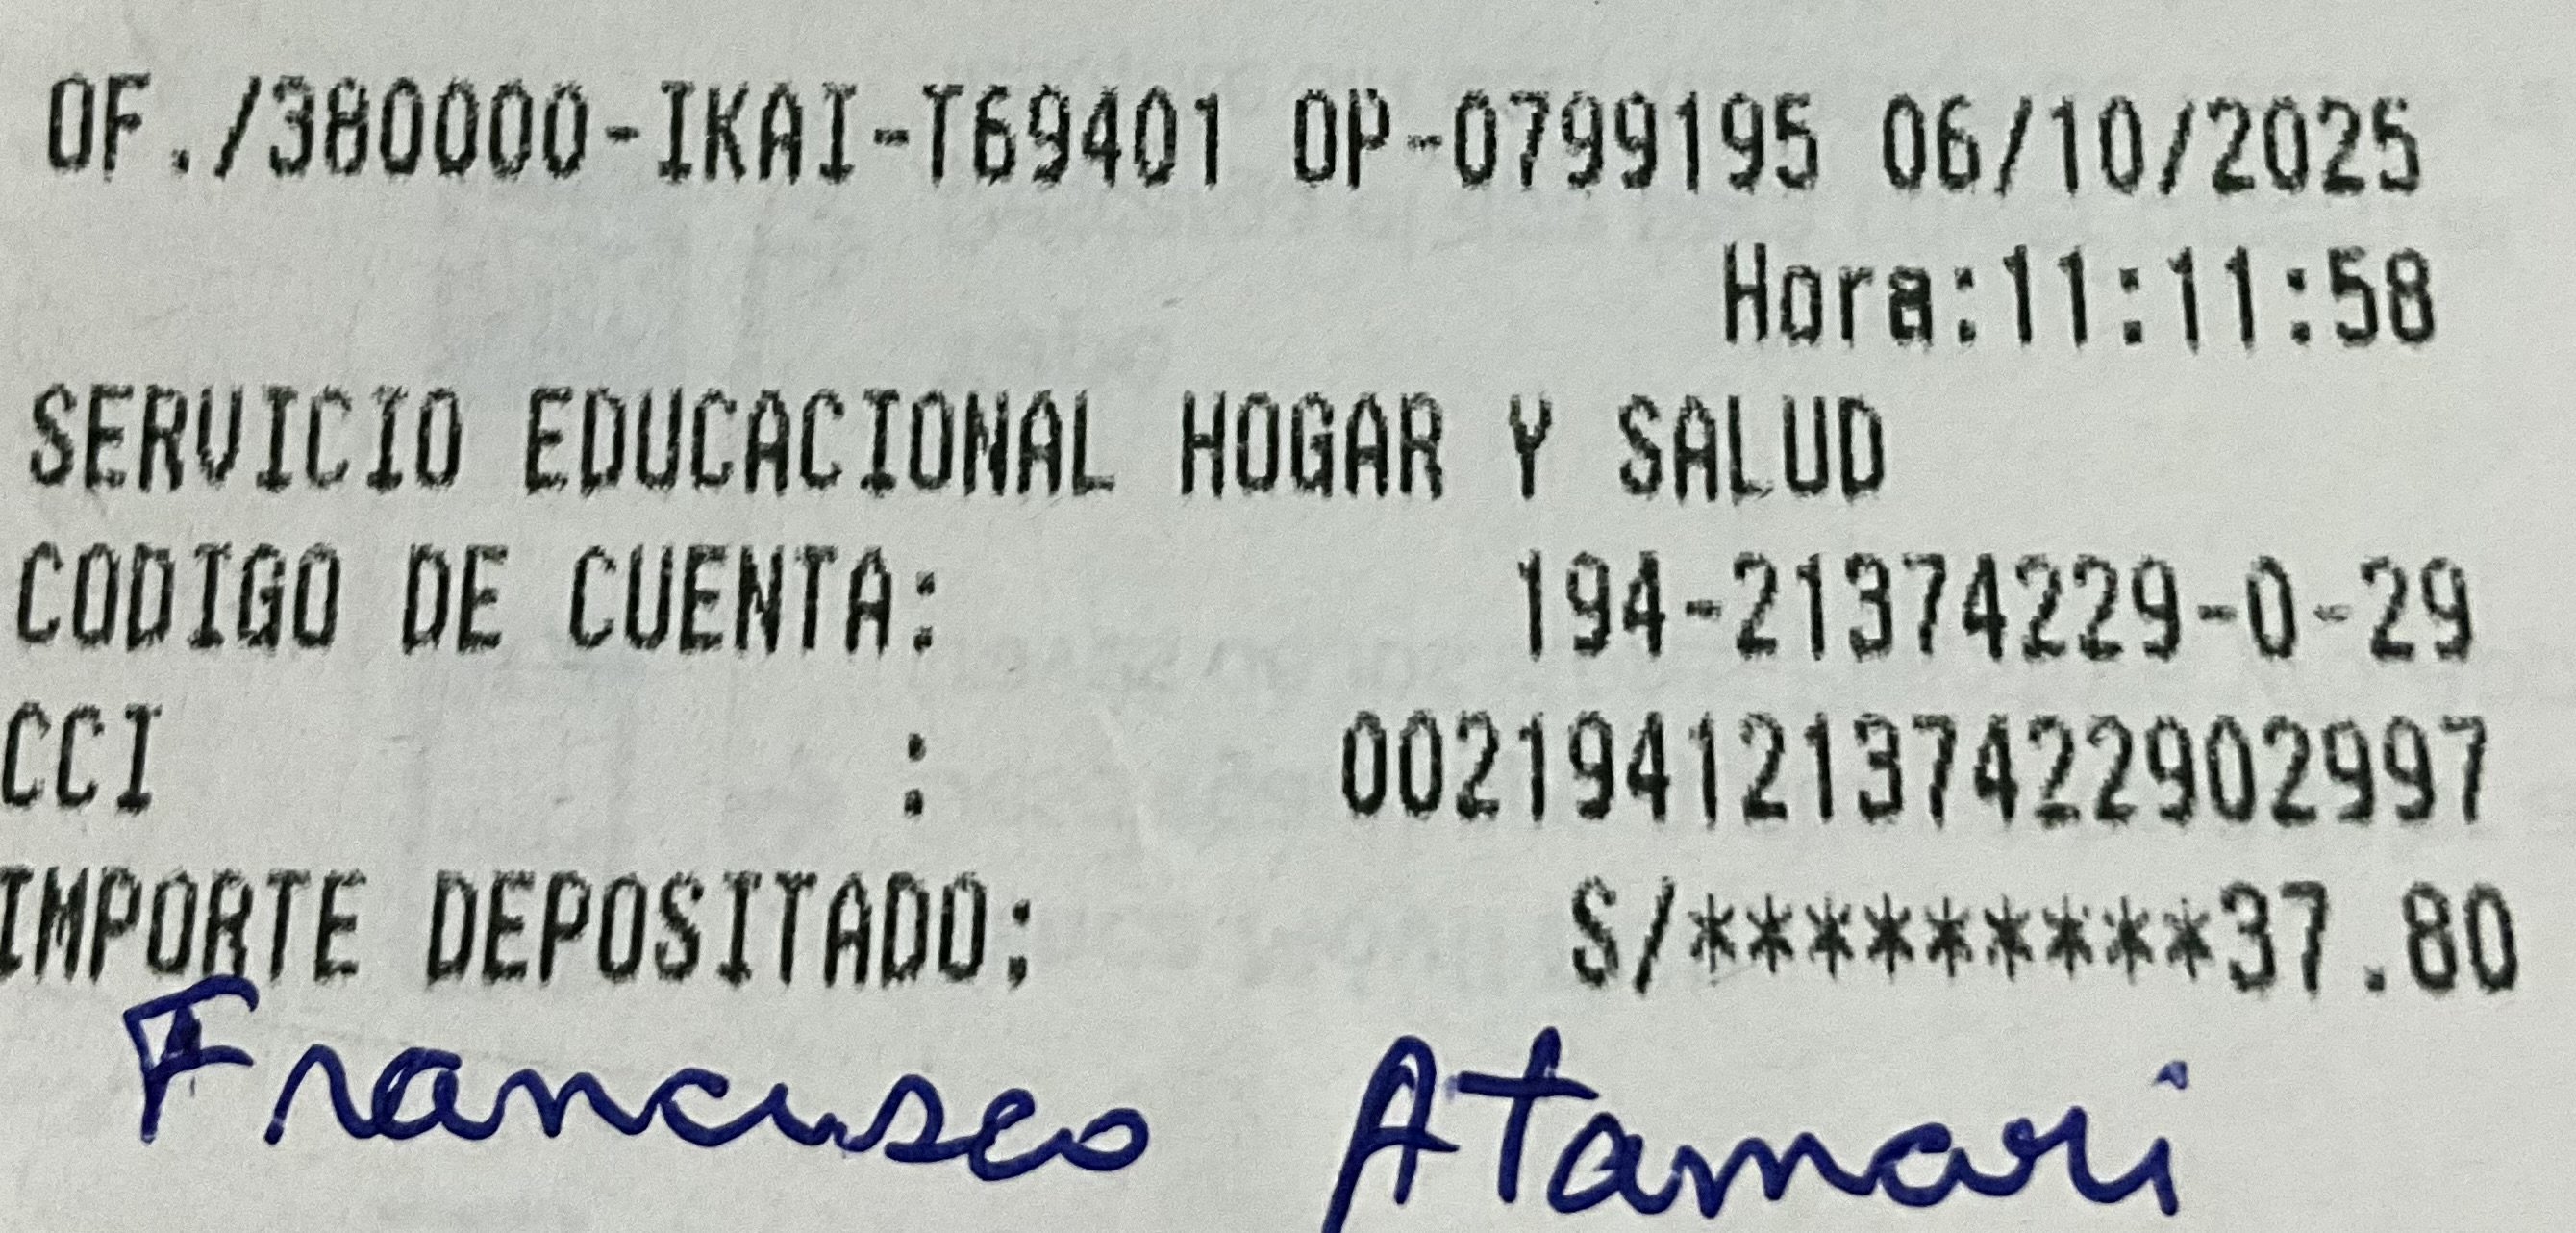 OF./380000-IKAI-T69401 OP-0799195 06/10/2025
Hora:11:11:58
SERVICIO EDUCACIONAL HOGAR Y SALUD
CODIGO DE CUENTA: 194-21374229-0-29
CCI : 00219412137422902997
IMPORTE DEPOSITADO: S/*********37.80
Francisco Atamari